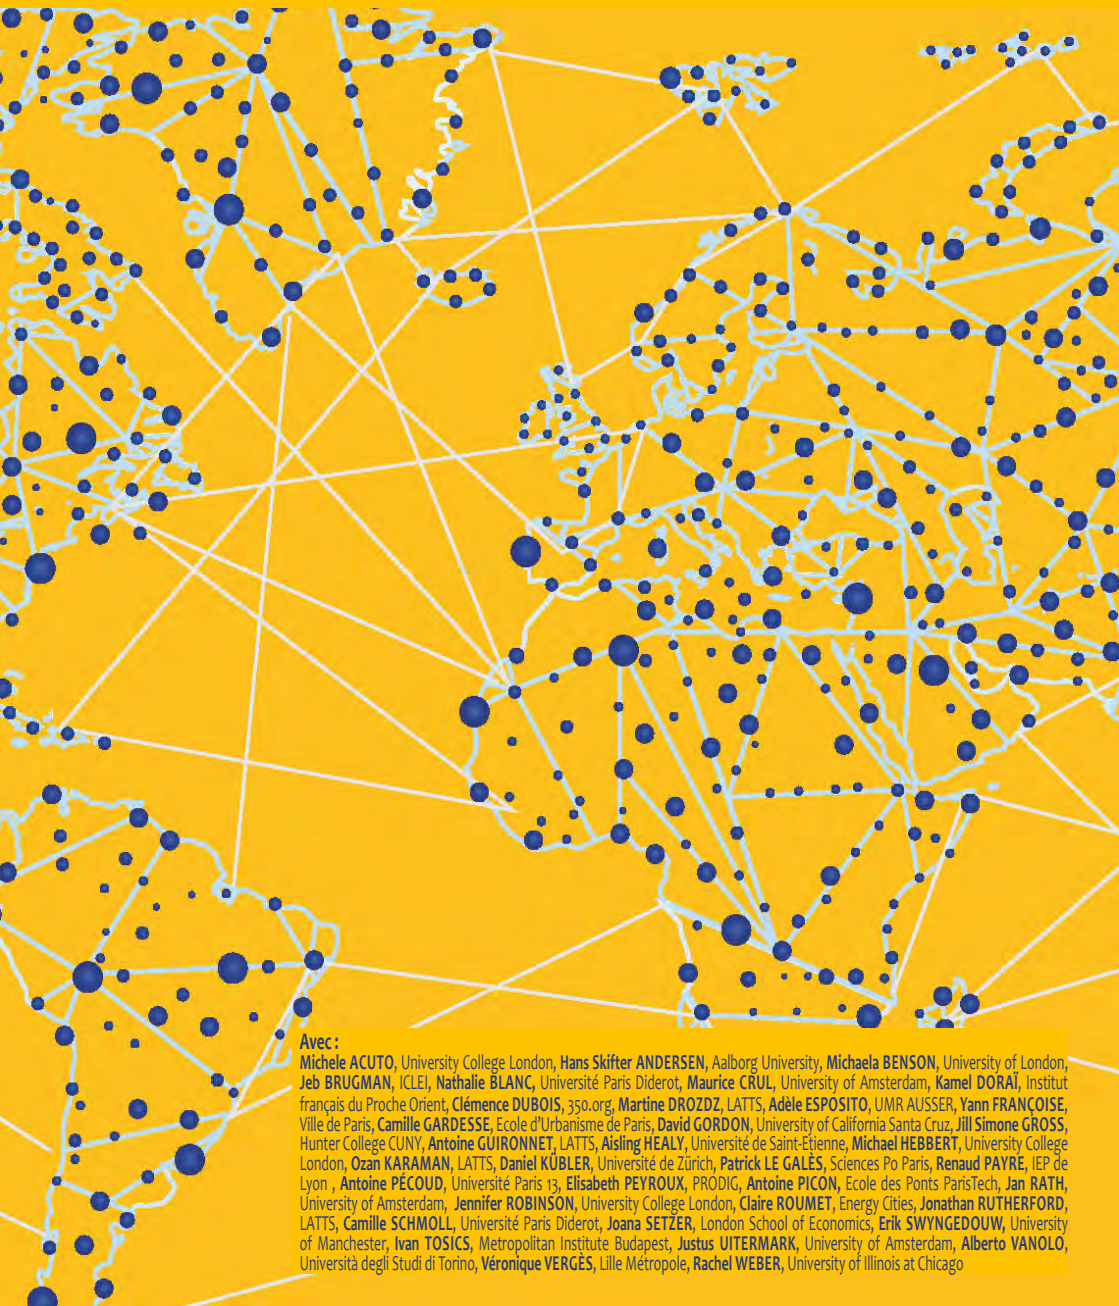 Avec :
Michele ACUTO, University College London, Hans Skifter ANDERSEN, Aalborg University, Michaela BENSON, University of London,
Jeb BRUGMAN, ICLEI, Nathalie BLANC, Université Paris Diderot, Maurice CRUL, University of Amsterdam, Kamel DORAÏ, Institut
français du Proche Orient, Clémence DUBOIS, 350.org, Martine DROZDZ, LATTS, Adèle ESPOSITO, UMR AUSSER, Yann FRANÇOISE,
Ville de Paris, Camille GARDESSE, Ecole d'Urbanisme de Paris, David GORDON, University of California Santa Cruz, Jill Simone GROSS,
Hunter College CUNY, Antoine GUIRONNET, LATTS, Aisling HEALY, Université de Saint-Etienne, Michael HEBBERT, University College
London, Ozan KARAMAN, LATTS, Daniel KÜBLER, Université de Zürich, Patrick LE GALÈS, Sciences Po Paris, Renaud PAYRE, IEP de
Lyon , Antoine PÉCOUD, Université Paris 13, Elisabeth PEYROUX, PRODIG, Antoine PICON, Ecole des Ponts ParisTech, Jan RATH,
University of Amsterdam, Jennifer ROBINSON, University College London, Claire ROUMET, Energy Cities, Jonathan RUTHERFORD,
LATTS, Camille SCHMOLL, Université Paris Diderot, Joana SETZER, London School of Economics, Erik SWYNGEDOUW, University
of Manchester, Ivan TOSICS, Metropolitan Institute Budapest, Justus UITERMARK, University of Amsterdam, Alberto VANOLO,
Università degli Studi di Torino, Véronique VERGÈS, Lille Métropole, Rachel WEBER, University of Illinois at Chicago